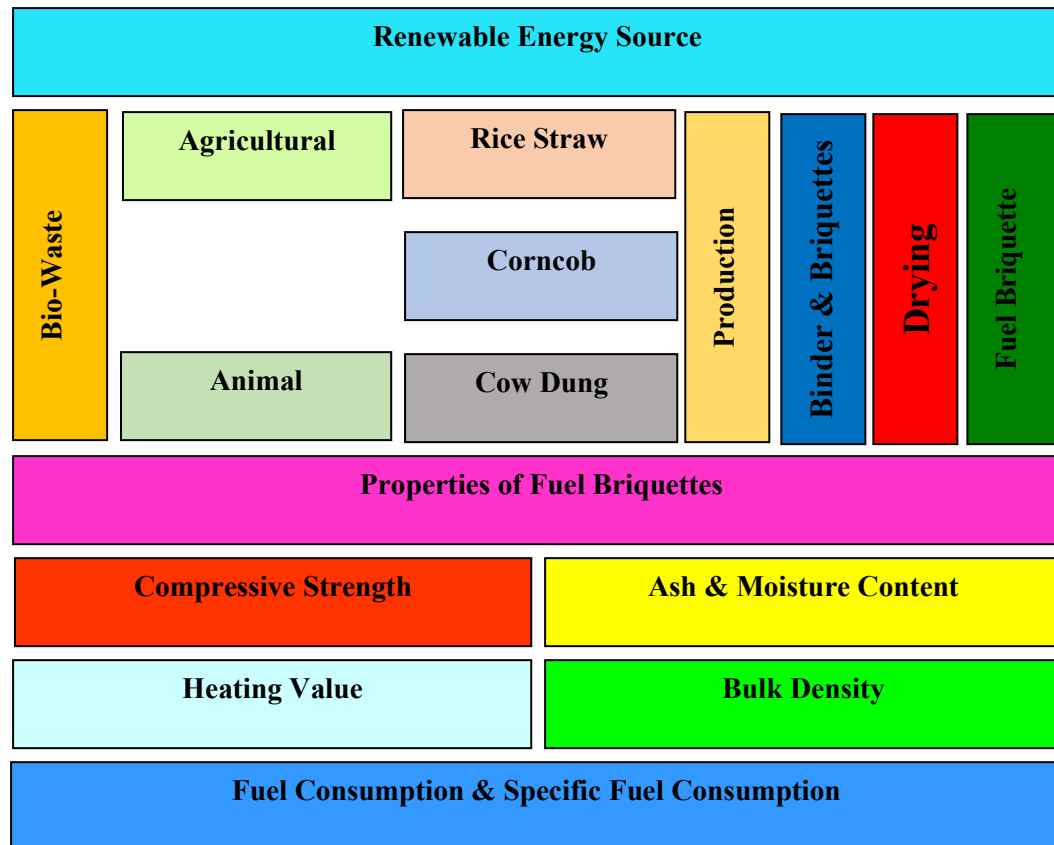 Renewable Energy Source
Bio-Waste
Agricultural
Rice Straw
Corncob
Animal
Cow Dung
Production
Binder & Briquettes
Drying
Fuel Briquette
Properties of Fuel Briquettes
Compressive Strength
Ash & Moisture Content
Heating Value
Bulk Density
Fuel Consumption & Specific Fuel Consumption